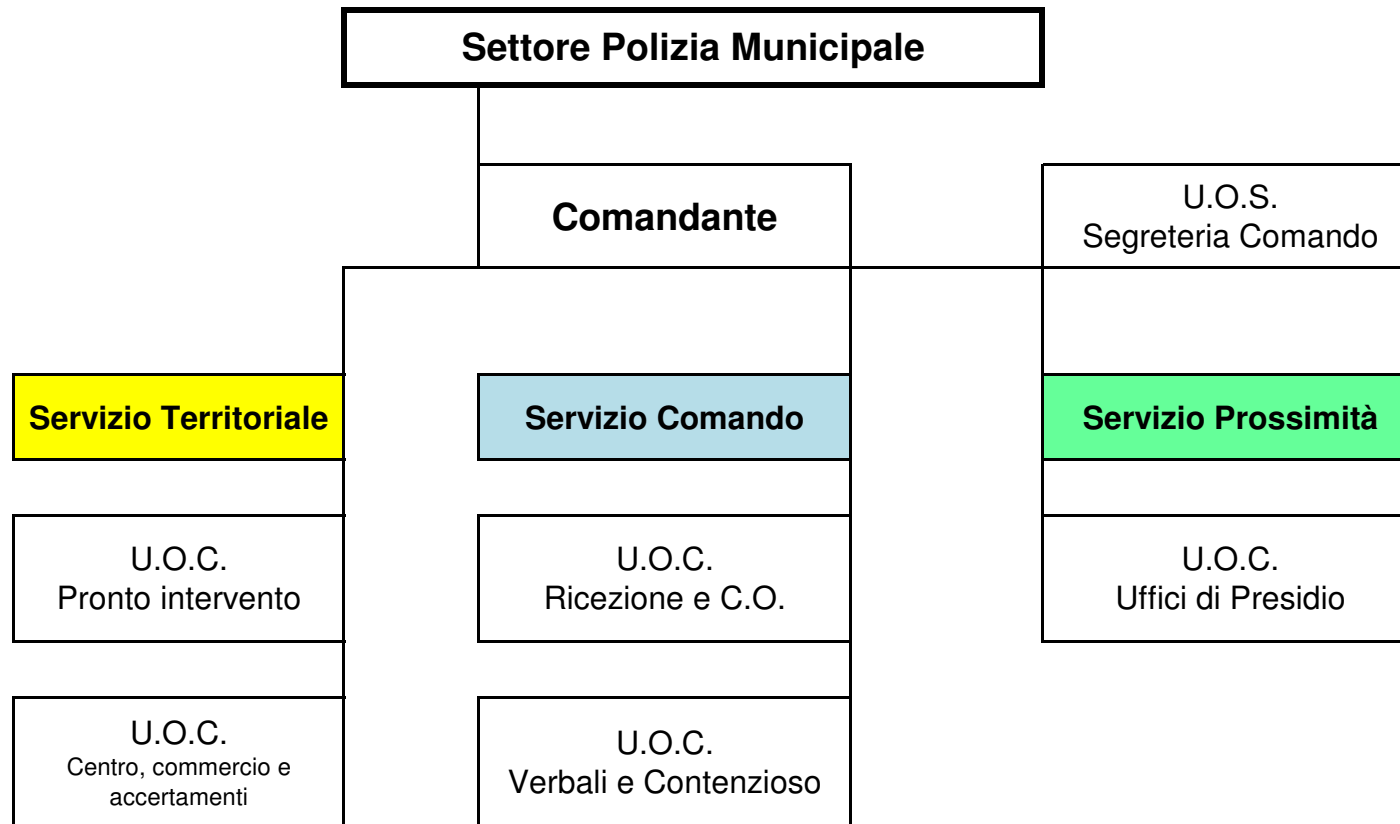 Settore Polizia Municipale
Comandante
U.O.S.
Segreteria Comando
Servizio Territoriale
Servizio Comando
Servizio Prossimità
U.O.C.
Pronto intervento
U.O.C.
Ricezione e C.O.
U.O.C.
Uffici di Presidio
U.O.C.
Centro, commercio e
accertamenti
U.O.C.
Verbali e Contenzioso